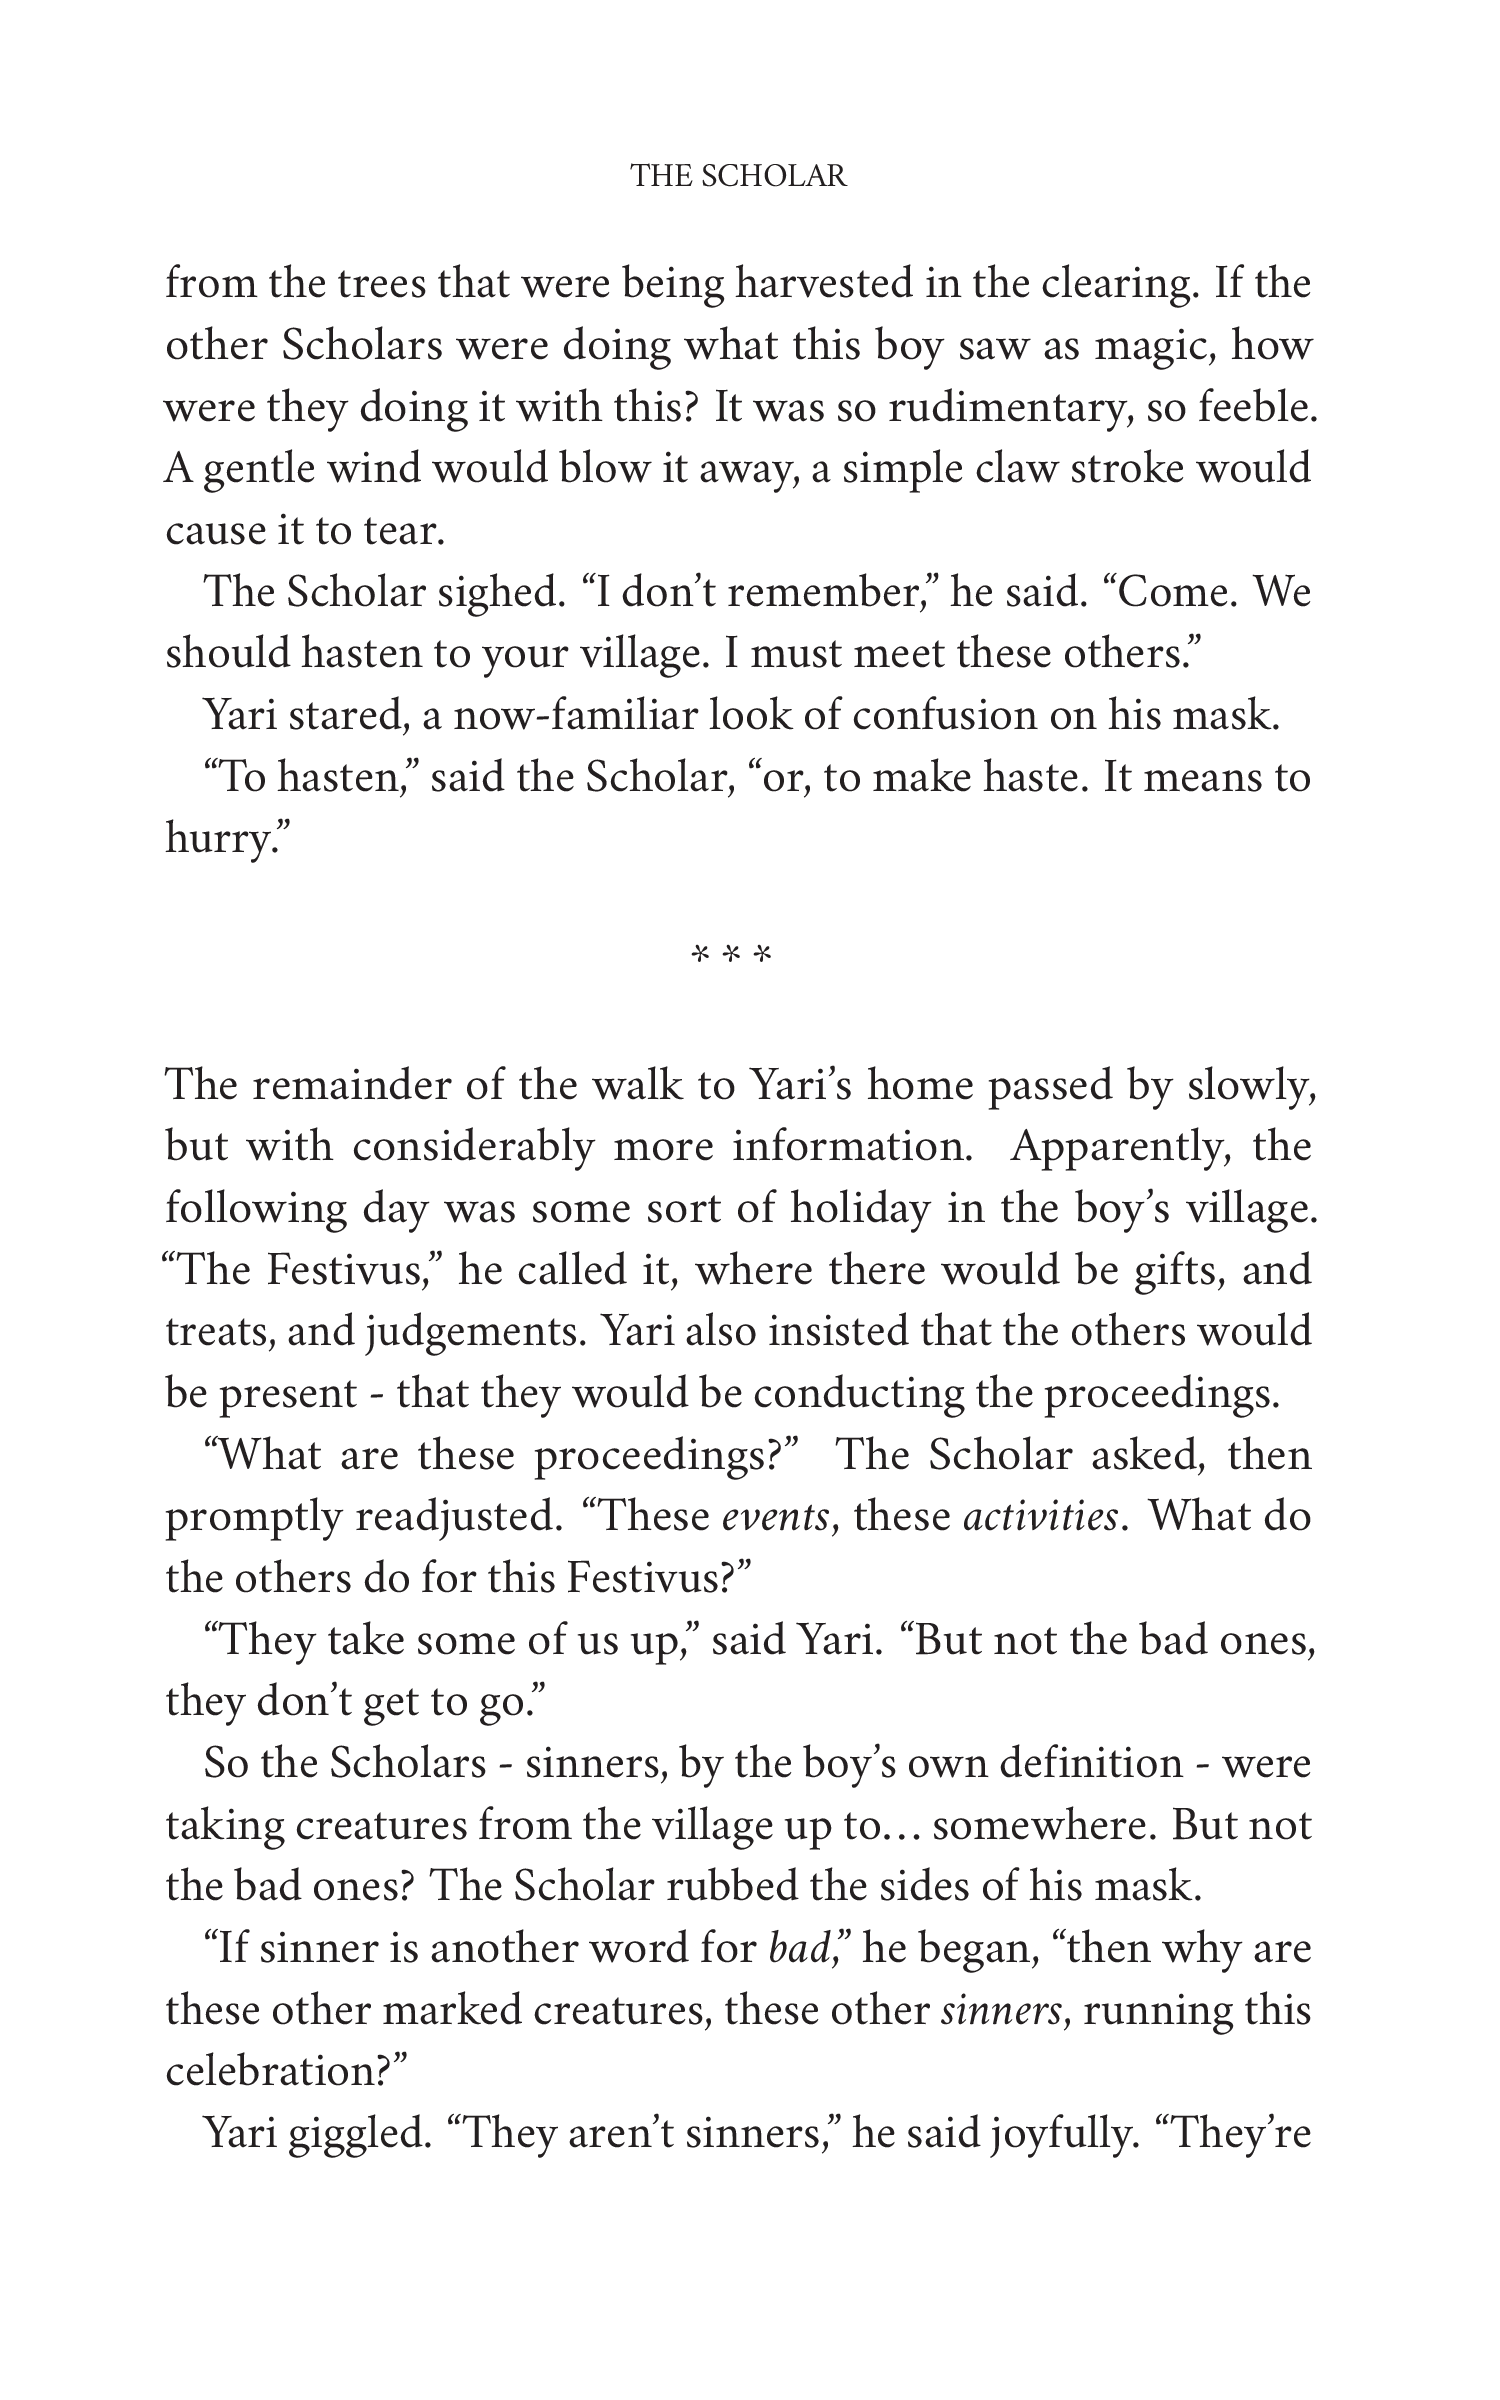 THE SCHOLAR
from the trees that were being harvested in the clearing. If the
other Scholars were doing what this boy saw as magic, how
were they doing it with this? It was so rudimentary, so feeble.
A gentle wind would blow it away, a simple claw stroke would
cause it to tear.
The Scholar sighed. “I don’t remember,” he said. “Come. We
should hasten to your village. I must meet these others.”
Yari stared, a now-familiar look of confusion on his mask.
“To hasten,” said the Scholar, “or, to make haste. It means to
hurry.”
* * *
The remainder of the walk to Yari’s home passed by slowly,
but with considerably more information. Apparently, the
following day was some sort of holiday in the boy’s village.
“The Festivus,” he called it, where there would be gifts, and
treats, and judgements. Yari also insisted that the others would
be present - that they would be conducting the proceedings.
“What are these proceedings?” The Scholar asked, then
promptly readjusted. “These events, these activities. What do
the others do for this Festivus?”
“They take some of us up,” said Yari. “But not the bad ones,
they don’t get to go.”
So the Scholars - sinners, by the boy’s own definition - were
taking creatures from the village up to… somewhere. But not
the bad ones? The Scholar rubbed the sides of his mask.
“If sinner is another word for bad,” he began, “then why are
these other marked creatures, these other sinners, running this
celebration?”
Yari giggled. “They aren’t sinners,” he said joyfully. “They’re